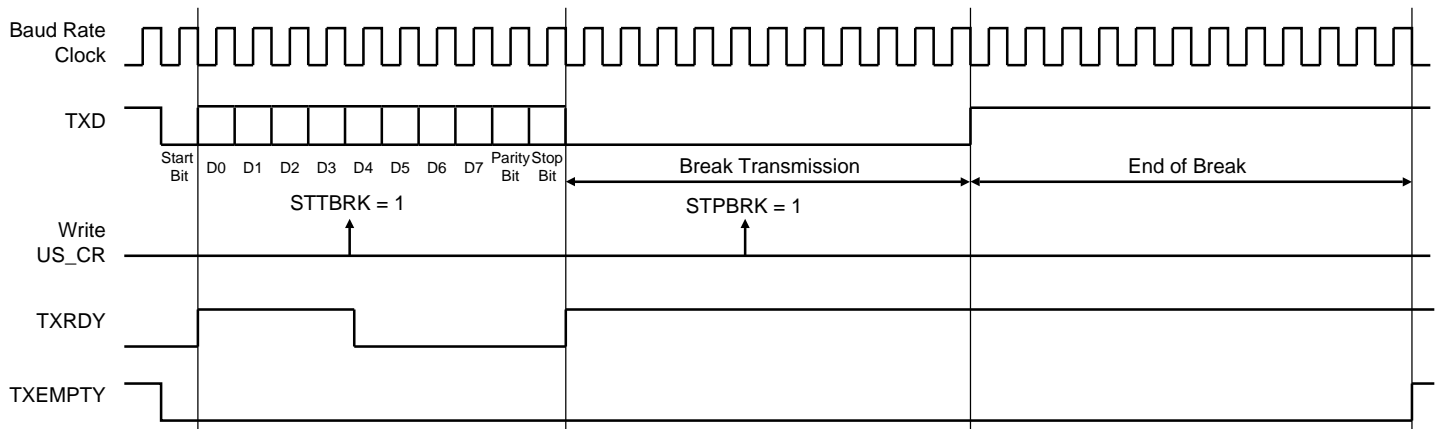 Baud Rate
Clock
TXD
Start
Bit
D0 D1 D2 D3 D4 D5 D6 D7
Parity
Bit
Stop
Bit
Break Transmission
End of Break
STTBRK = 1
STPBRK = 1
Write
US_CR
TXRDY
TXEMPTY